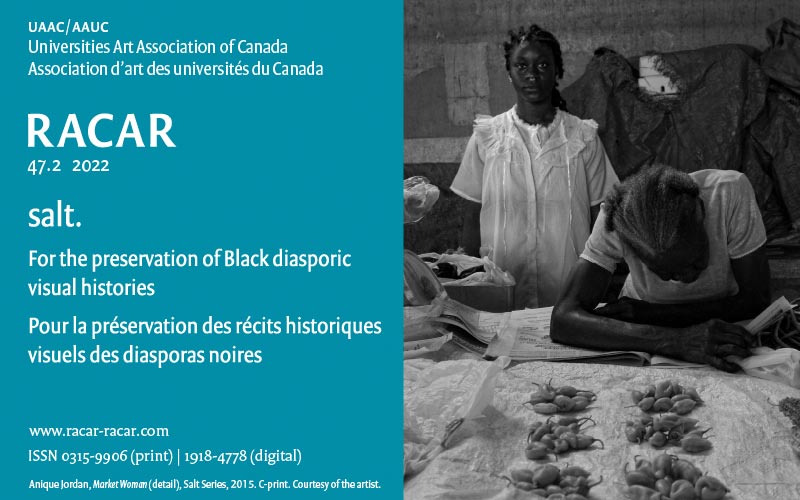 UAAC/AAUC
Universities Art Association of Canada
Association d'art des universités du Canada
RACAR
47.2 2022
salt.
For the preservation of Black diasporic
visual histories
Pour la préservation des récits historiques
visuels des diasporas noires
www.racar-racar.com
ISSN 0315-9906 (print) | 1918-4778 (digital)
Anique Jordan, Market Woman (detail), Salt Series, 2015. C-print. Courtesy of the artist.